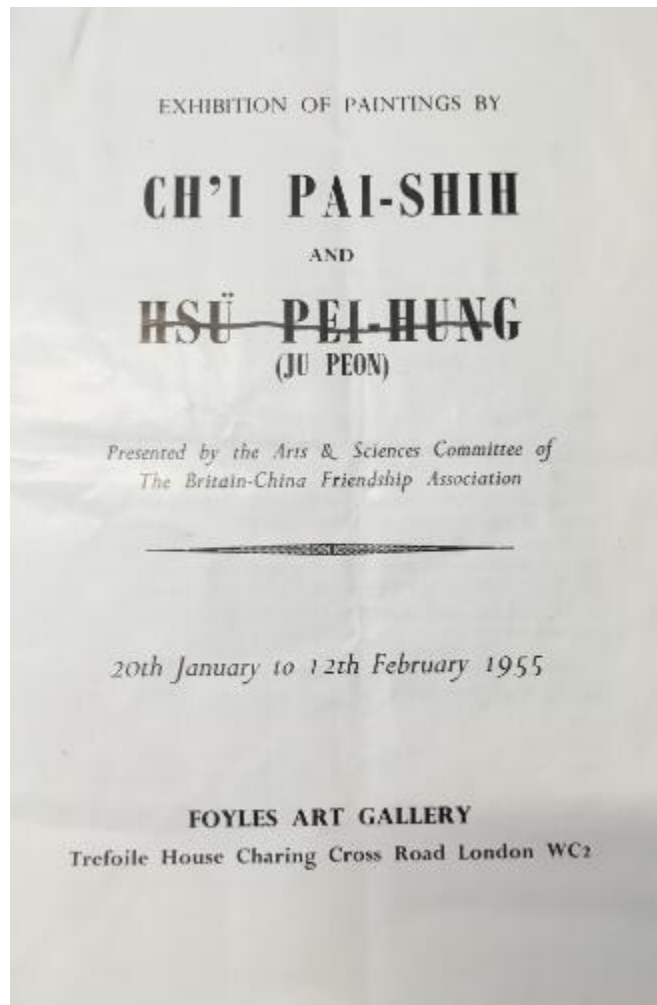 EXHIBITION OF PAINTINGS BY
CH'I PAI-SHIH
AND
HSÜ PEI-HUNG
(JU PEON)
Presented by the Arts & Sciences Committee of
The Britain-China Friendship Association
20th January to 12th February 1955
FOYLES ART GALLERY
Trefoile House Charing Cross Road London WC2